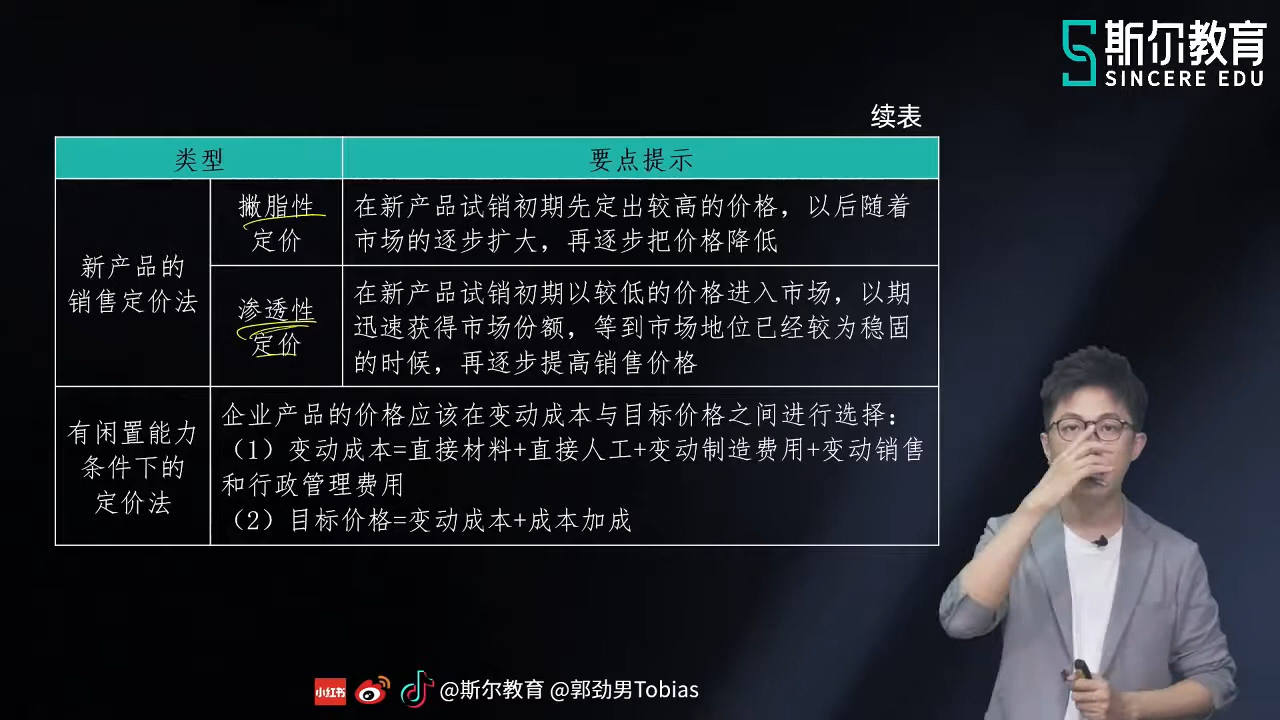 斯尔教育
SINCERE EDU
续表
类型
要点提示
新产品的
销售定价法
撇脂性
定价
在新产品试销初期先定出较高的价格，以后随着
市场的逐步扩大，再逐步把价格降低
渗透性
定价
在新产品试销初期以较低的价格进入市场，以期
迅速获得市场份额，等到市场地位已经较为稳固
的时候，再逐步提高销售价格
有闲置能力
条件下的
定价法
企业产品的价格应该在变动成本与目标价格之间进行选择：
（1）变动成本=直接材料+直接人工+变动制造费用+变动销售
和行政管理费用
（2）目标价格=变动成本+成本加成
小红书
@斯尔教育 @郭劲男Tobias